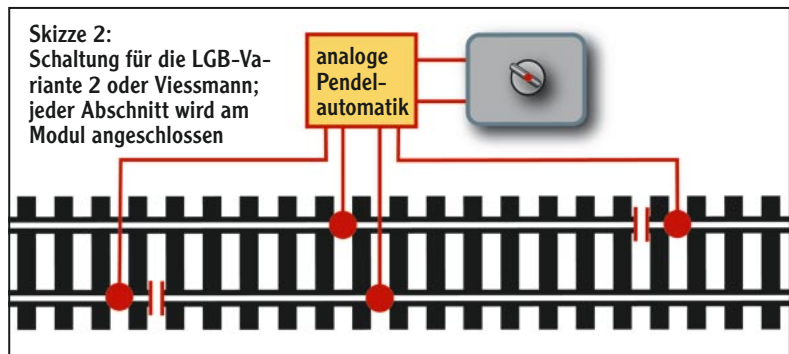 Skizze 2:
Schaltung für die LGB-Va-
riante 2 oder Viessmann;
jeder Abschnitt wird am
Modul angeschlossen
analoge
Pendel-
automatik